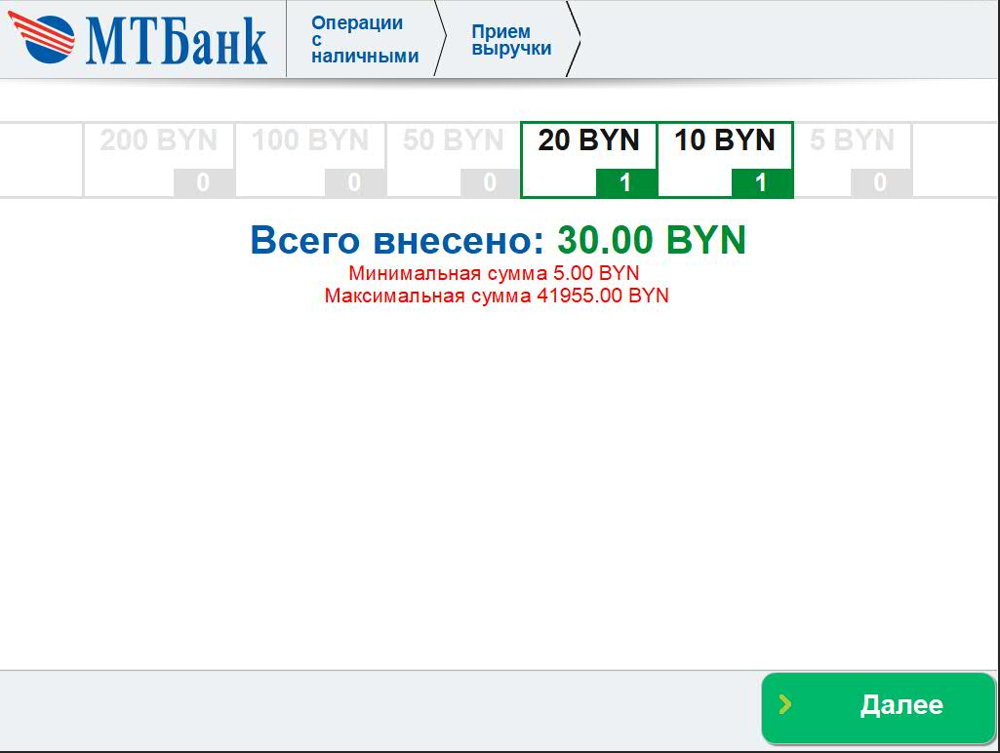 МТБанк
Операции
с
наличными
Прием
выручки
200 BYN
0
100 BYN
0
50 BYN
0
20 BYN
1
10 BYN
1
5 BYN
0
Всего внесено: 30.00 BYN
Минимальная сумма 5.00 BYN
Максимальная сумма 41955.00 BYN
Далее